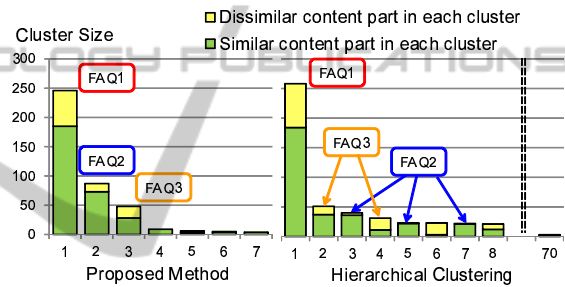 Dissimilar content part in each cluster
Cluster Size
Similar content part in each cluster
OLOGY PUBLICATIONS
300
250
200
150
100
50
0
FAQ1
FAQ2
FAQ3
1 2 3 4 5 6 7
Proposed Method
FAQ1
FAQ3
FAQ2
1 2 3 4 5 6 7 8 70
Hierarchical Clustering